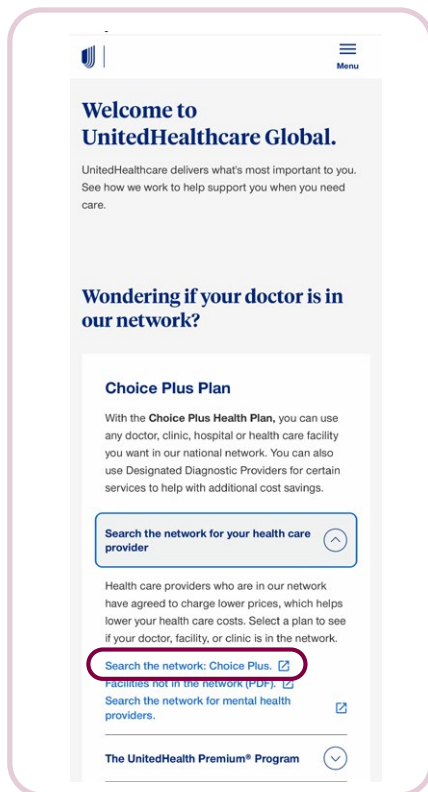 Menu
Welcome to
UnitedHealthcare Global.
UnitedHealthcare delivers what's most important to you.
See how we work to help support you when you need
care.
Wondering if your doctor is in
our network?
Choice Plus Plan
With the Choice Plus Health Plan, you can use
any doctor, clinic, hospital or health care facility
you want in our national network. You can also
use Designated Diagnostic Providers for certain
services to help with additional cost savings.
Search the network for your health care
provider
Health care providers who are in our network
have agreed to charge lower prices, which helps
lower your health care costs. Select a plan to see
if your doctor, facility, or clinic is in the network.
Search the network: Choice Plus.
Facilities not in the network (PDF).
Search the network for mental health
providers.
The UnitedHealth Premium® Program